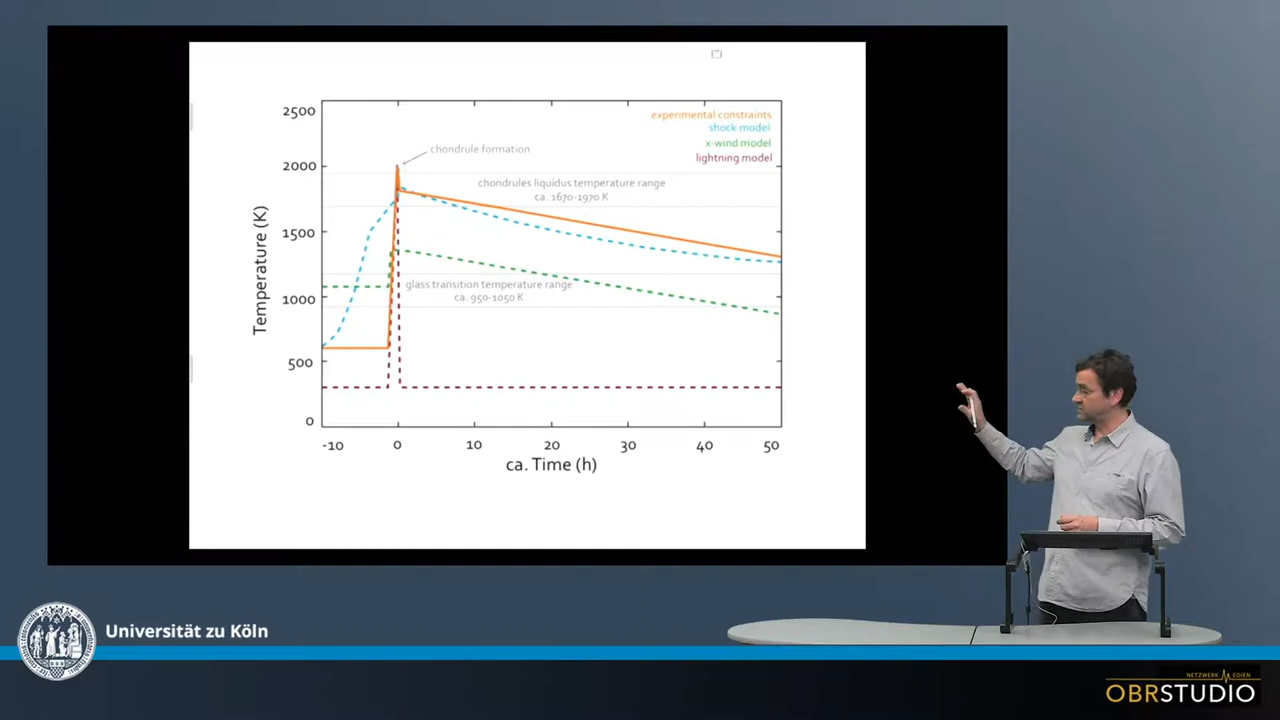 2500
2000
1500
1000
500
0
Temperature (K)
-10
0
10
20
30
40
50
ca. Time (h)
experimental constraints
shock model
x-wind model
lightning model
chondrule formation
chondrules liquidus temperature range
ca. 1670-1970 K
glass transition temperature range
ca. 950-1050 K
Universität zu Köln
NETZWERK MEDIEN
OBRSTUDIO